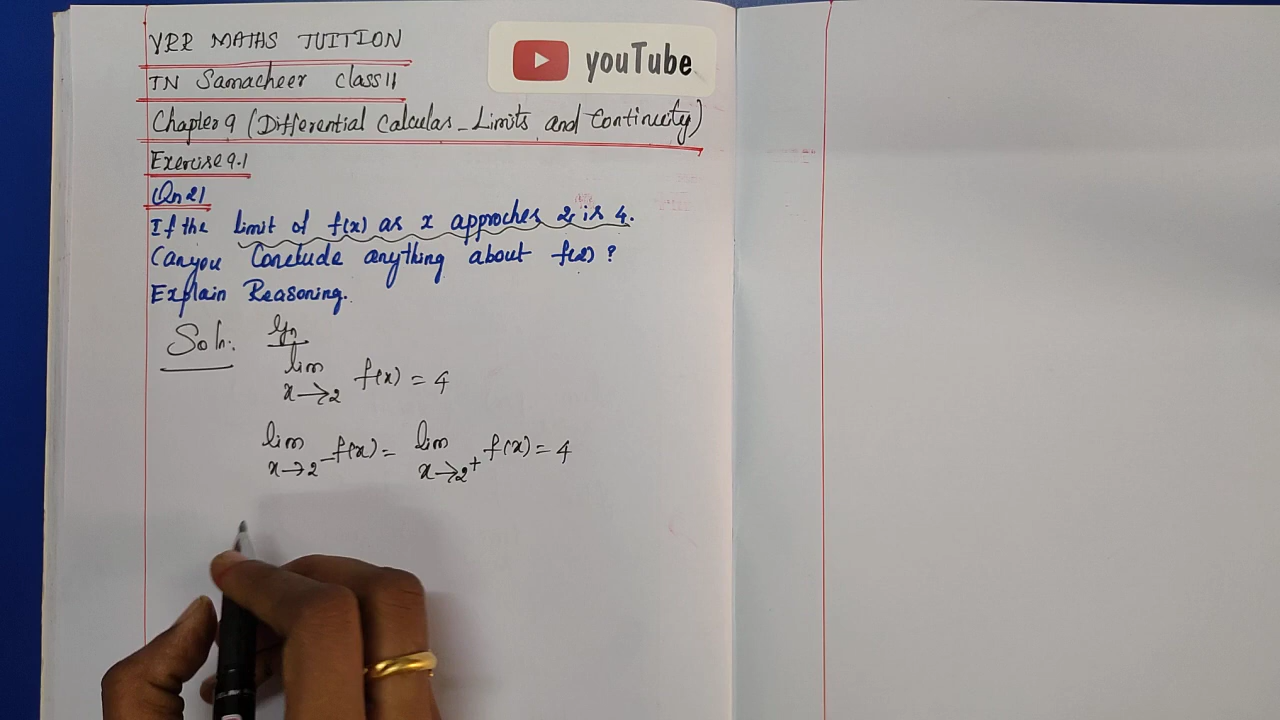 YRR MATHS TUITION
youTube
TN Samacheer class 11
Chapter 9 (Differential Calculas - Limits and Continuity)
Exercise 9.1
Qn 21
If the limit of f(x) as x approches 2, is 4.
Can you Conclude anything about f(2) ?
Explain Reasoning.
Soln. Gn
lim x→2 f(x) = 4
lim x→2⁻ f(x) = lim x→2⁺ f(x) = 4